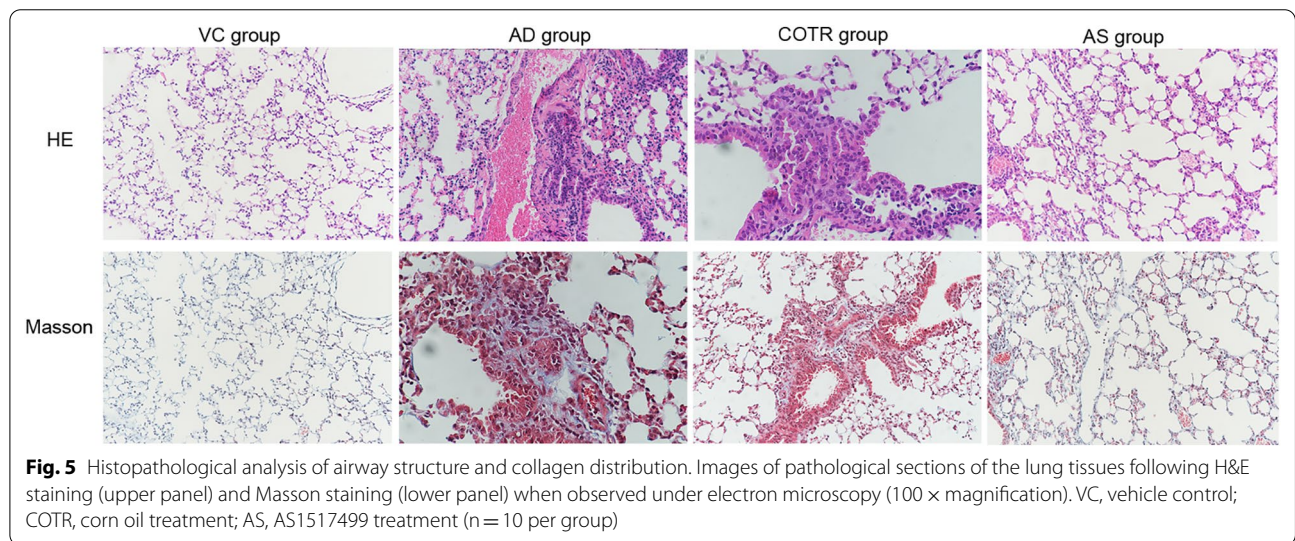 VC group AD group COTR group AS group
HE
Masson
Fig. 5 Histopathological analysis of airway structure and collagen distribution. Images of pathological sections of the lung tissues following H&E
staining (upper panel) and Masson staining (lower panel) when observed under electron microscopy (100 × magnification). VC, vehicle control;
COTR, corn oil treatment; AS, AS1517499 treatment (n = 10 per group)